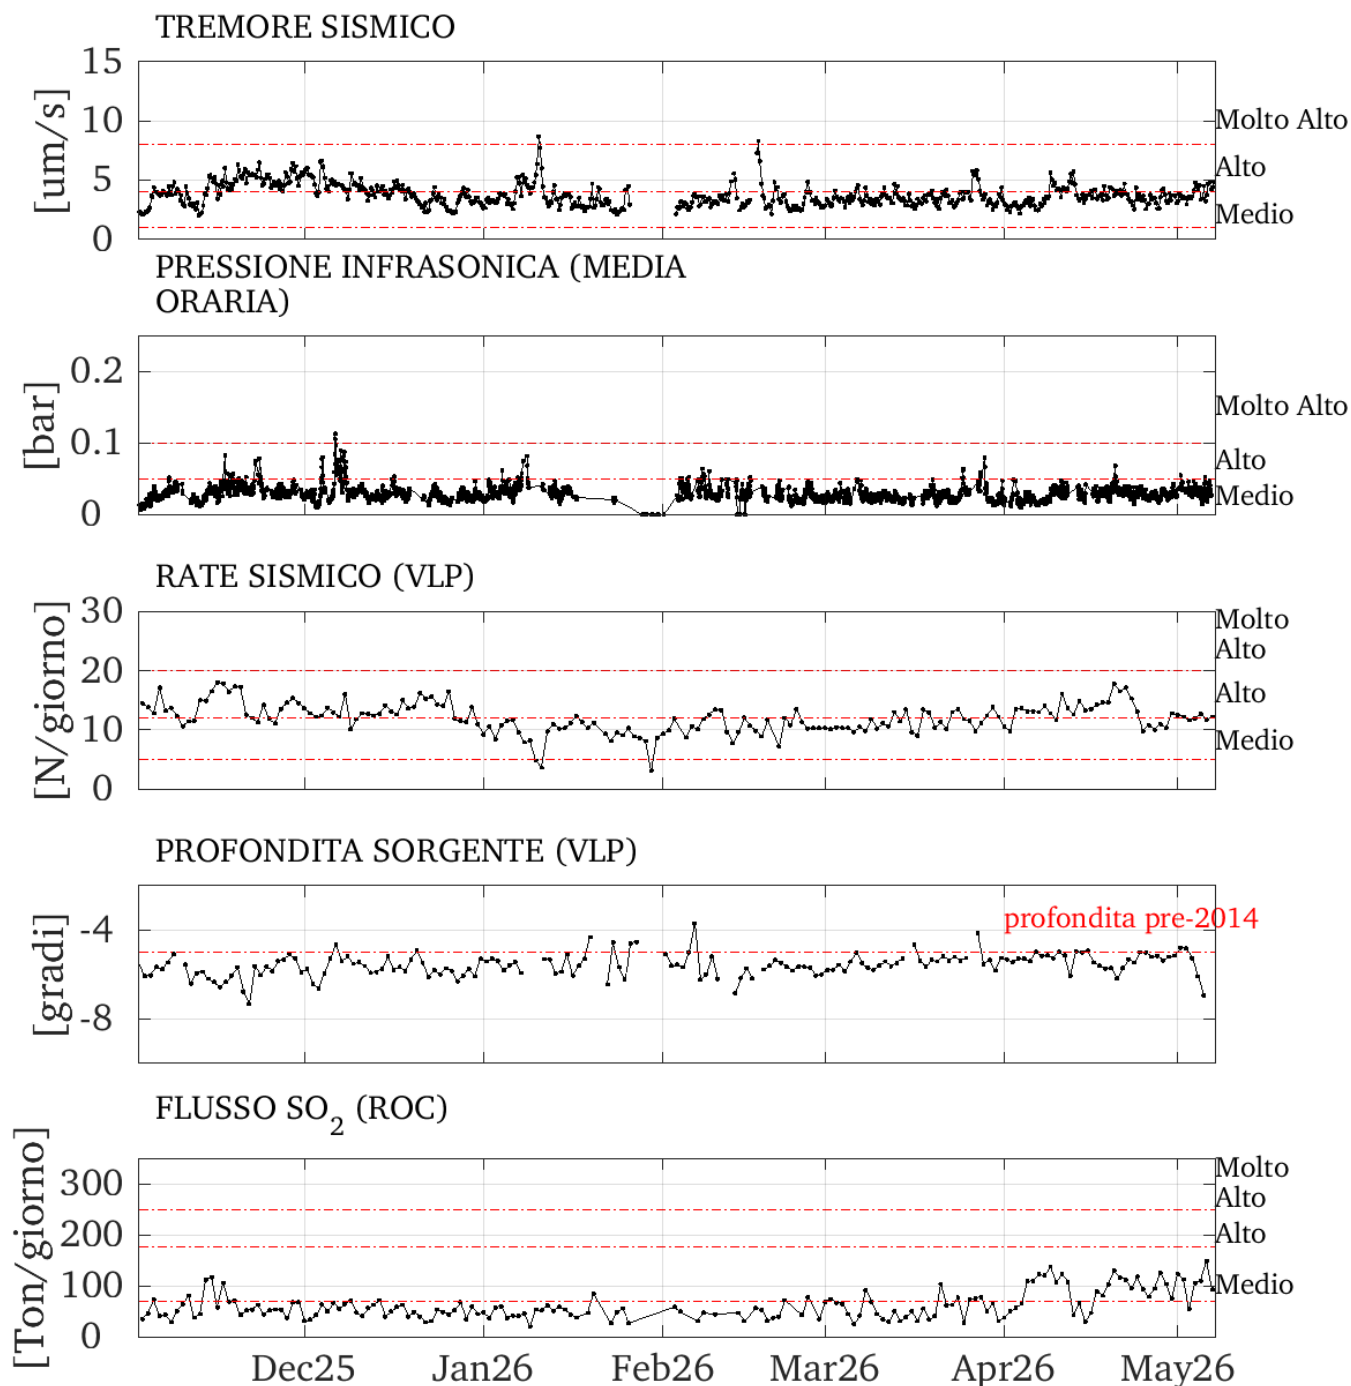 TREMORE SISMICO
15
10
5
0
[um/s]
Molto Alto
Alto
Medio
PRESSIONE INFRASONICA (MEDIA
ORARIA)
0.2
0.1
0
[bar]
Molto Alto
Alto
Medio
RATE SISMICO (VLP)
30
20
10
0
[N/giorno]
Molto
Alto
Alto
Medio
PROFONDITA SORGENTE (VLP)
-4
-8
[gradi]
profondita pre-2014
FLUSSO SO2 (ROC)
300
200
100
0
[Ton/giorno]
Molto
Alto
Alto
Medio
Dec25 Jan26 Feb26 Mar26 Apr26 May26